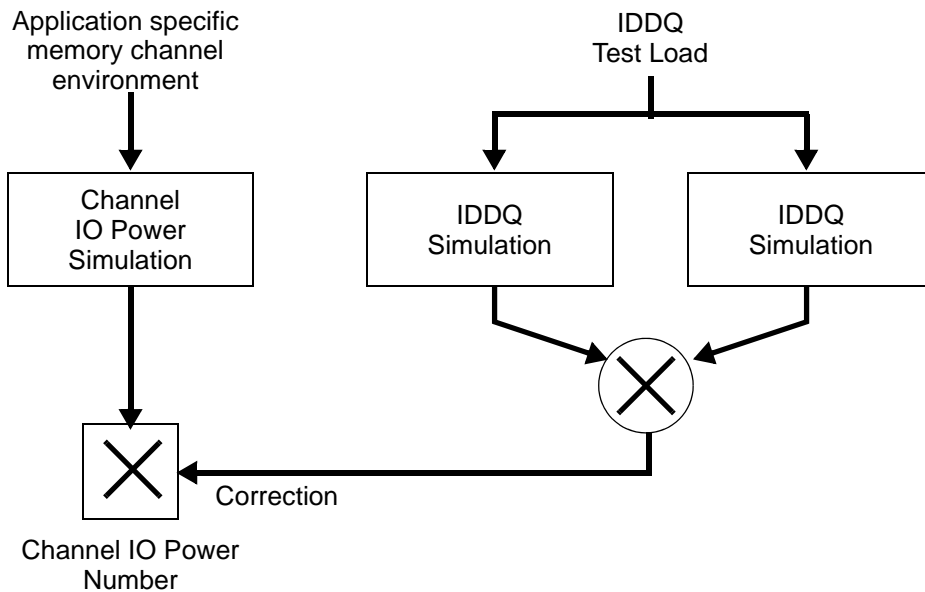 Application specific
memory channel
environment
IDDQ
Test Load
Channel
IO Power
Simulation
IDDQ
Simulation
IDDQ
Simulation
Correction
Channel IO Power
Number